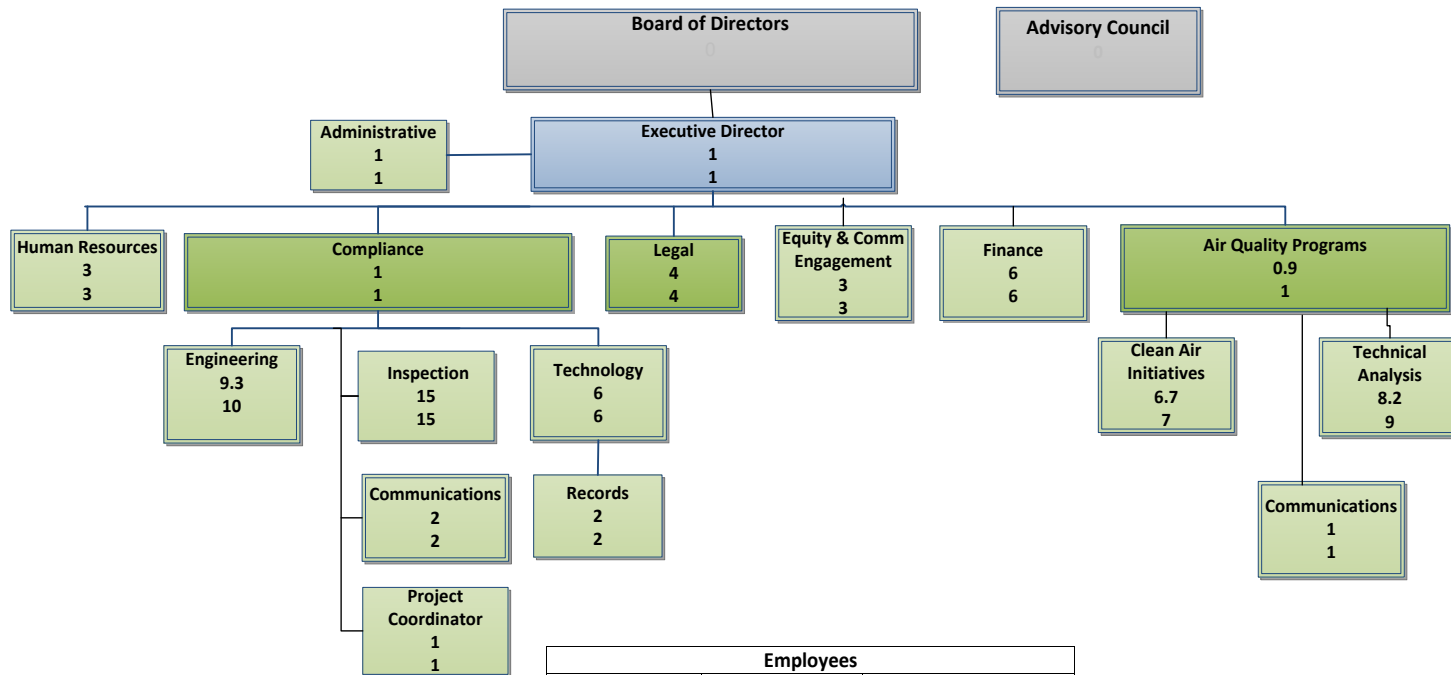 Board of Directors
0
Advisory Council
0
Administrative
1
1
Executive Director
1
1
Human Resources
3
3
Compliance
1
1
Legal
4
4
Equity & Comm
Engagement
3
3
Finance
6
6
Air Quality Programs
0.9
1
Engineering
9.3
10
Inspection
15
15
Technology
6
6
Clean Air
Initiatives
6.7
7
Technical
Analysis
8.2
9
Communications
2
2
Records
2
2
Communications
1
1
Project
Coordinator
1
1
Employees